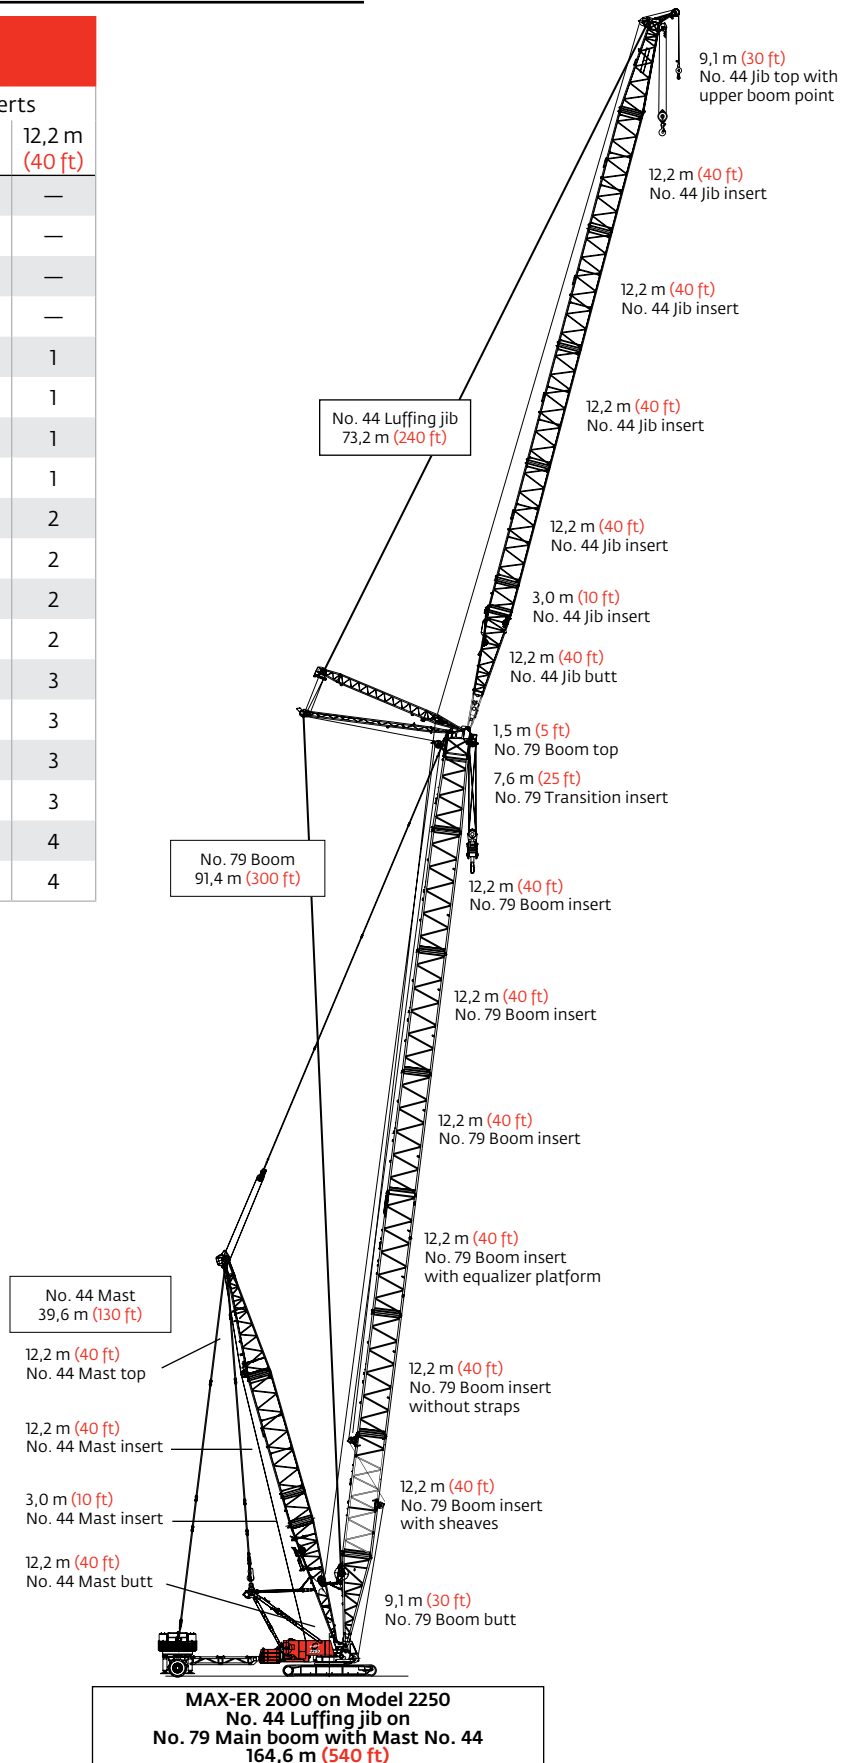 erts
12,2 m
(40 ft)
—
—
—
—
1
1
1
1
2
2
2
2
3
3
3
3
4
4
9,1 m (30 ft)
No. 44 Jib top with
upper boom point
12,2 m (40 ft)
No. 44 Jib insert
12,2 m (40 ft)
No. 44 Jib insert
12,2 m (40 ft)
No. 44 Jib insert
No. 44 Luffing jib
73,2 m (240 ft)
12,2 m (40 ft)
No. 44 Jib insert
3,0 m (10 ft)
No. 44 Jib insert
12,2 m (40 ft)
No. 44 Jib butt
1,5 m (5 ft)
No. 79 Boom top
7,6 m (25 ft)
No. 79 Transition insert
No. 79 Boom
91,4 m (300 ft)
12,2 m (40 ft)
No. 79 Boom insert
12,2 m (40 ft)
No. 79 Boom insert
12,2 m (40 ft)
No. 79 Boom insert
12,2 m (40 ft)
No. 79 Boom insert
with equalizer platform
No. 44 Mast
39,6 m (130 ft)
12,2 m (40 ft)
No. 44 Mast top
12,2 m (40 ft)
No. 79 Boom insert
without straps
12,2 m (40 ft)
No. 44 Mast insert
12,2 m (40 ft)
No. 79 Boom insert
with sheaves
3,0 m (10 ft)
No. 44 Mast insert
12,2 m (40 ft)
No. 44 Mast butt
9,1 m (30 ft)
No. 79 Boom butt
MAX-ER 2000 on Model 2250
No. 44 Luffing jib on
No. 79 Main boom with Mast No. 44
164,6 m (540 ft)